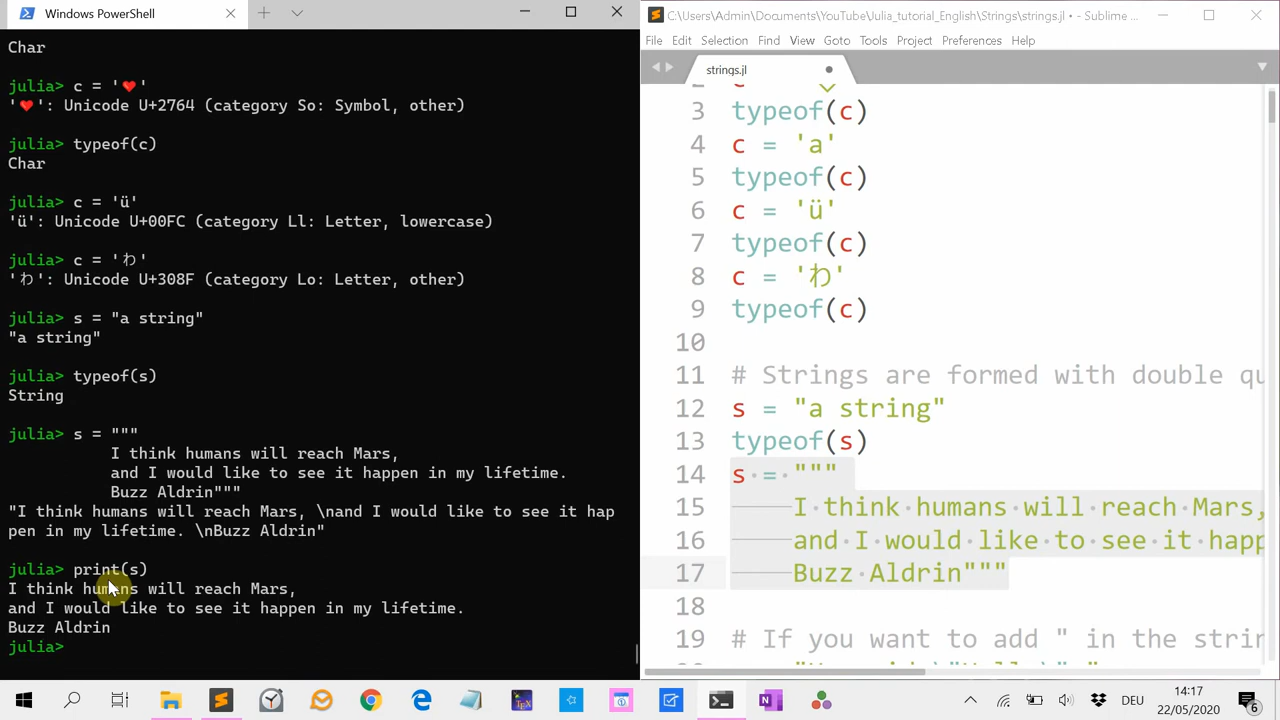 Windows PowerShell
Char
julia> c = '❤'
'❤': Unicode U+2764 (category So: Symbol, other)
julia> typeof(c)
Char
julia> c = 'ü'
'ü': Unicode U+00FC (category Ll: Letter, lowercase)
julia> c = 'わ'
'わ': Unicode U+308F (category Lo: Letter, other)
julia> s = "a string"
"a string"
julia> typeof(s)
String
julia> s = """
I think humans will reach Mars,
and I would like to see it happen in my lifetime.
Buzz Aldrin"""
"I think humans will reach Mars, \nand I would like to see it hap
pen in my lifetime. \nBuzz Aldrin"
julia> print(s)
I think humans will reach Mars,
and I would like to see it happen in my lifetime.
Buzz Aldrin
julia>
C:\Users\Admin\Documents\YouTube\Julia_tutorial_English\Strings\strings.jl • - Sublime ...
File Edit Selection Find View Goto Tools Project Preferences Help
strings.jl
3 typeof(c)
4 c = 'a'
5 typeof(c)
6 c = 'ü'
7 typeof(c)
8 c = 'わ'
9 typeof(c)
10
11 # Strings are formed with double qu
12 s = "a string"
13 typeof(s)
14 s = """
15 I think humans will reach Mars,
16 and I would like to see it happ
17 Buzz Aldrin"""
18
19 # If you want to add " in the strin
DEU
14:17
22/05/2020
6